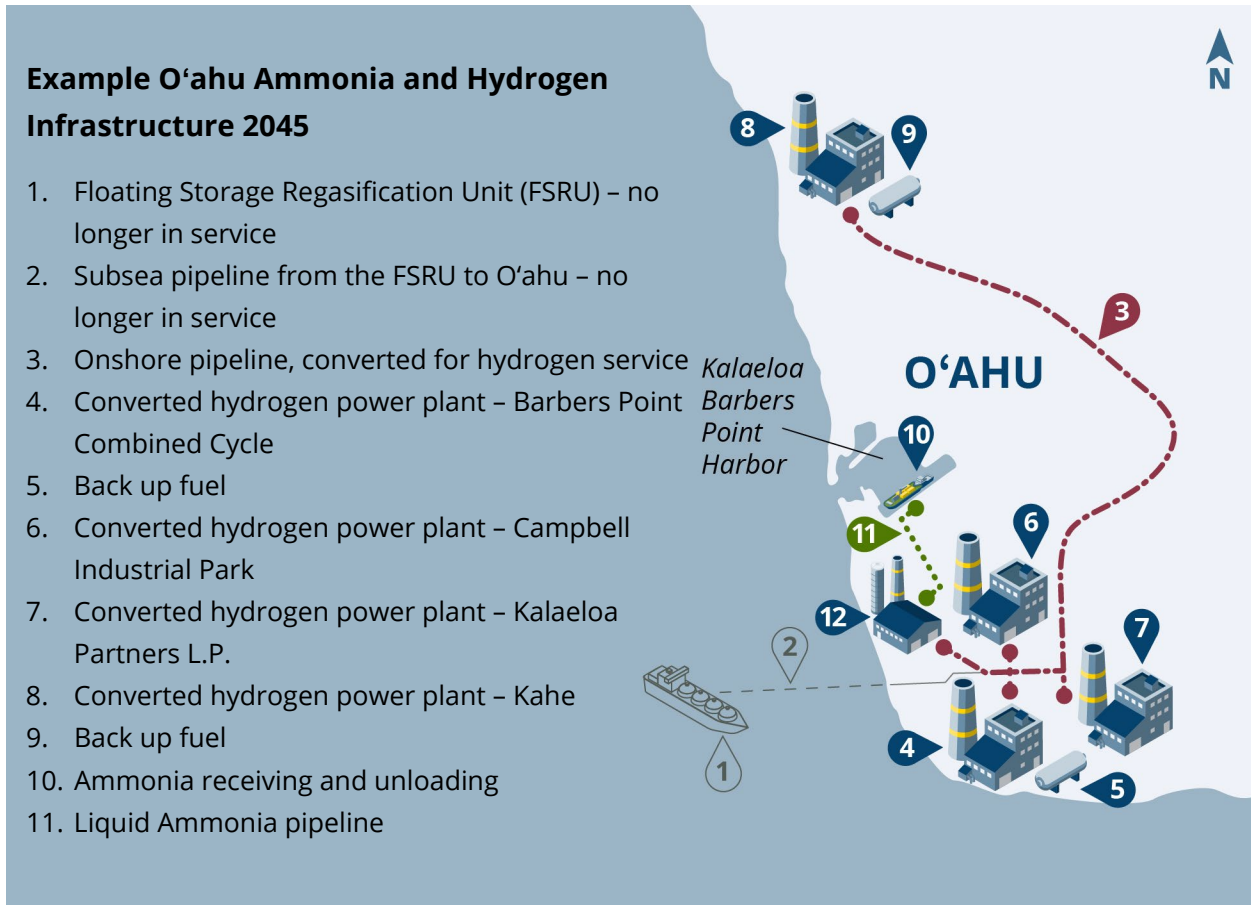 Example Oʻahu Ammonia and Hydrogen
Infrastructure 2045
1. Floating Storage Regasification Unit (FSRU) – no
longer in service
2. Subsea pipeline from the FSRU to Oʻahu – no
longer in service
3. Onshore pipeline, converted for hydrogen service
4. Converted hydrogen power plant – Barbers Point
Combined Cycle
5. Back up fuel
6. Converted hydrogen power plant – Campbell
Industrial Park
7. Converted hydrogen power plant – Kalaeloa
Partners L.P.
8. Converted hydrogen power plant – Kahe
9. Back up fuel
10. Ammonia receiving and unloading
11. Liquid Ammonia pipeline
N
8
9
3
OʻAHU
Kalaeloa
Barbers
Point
Harbor
10
11
6
12
7
2
4
1
5